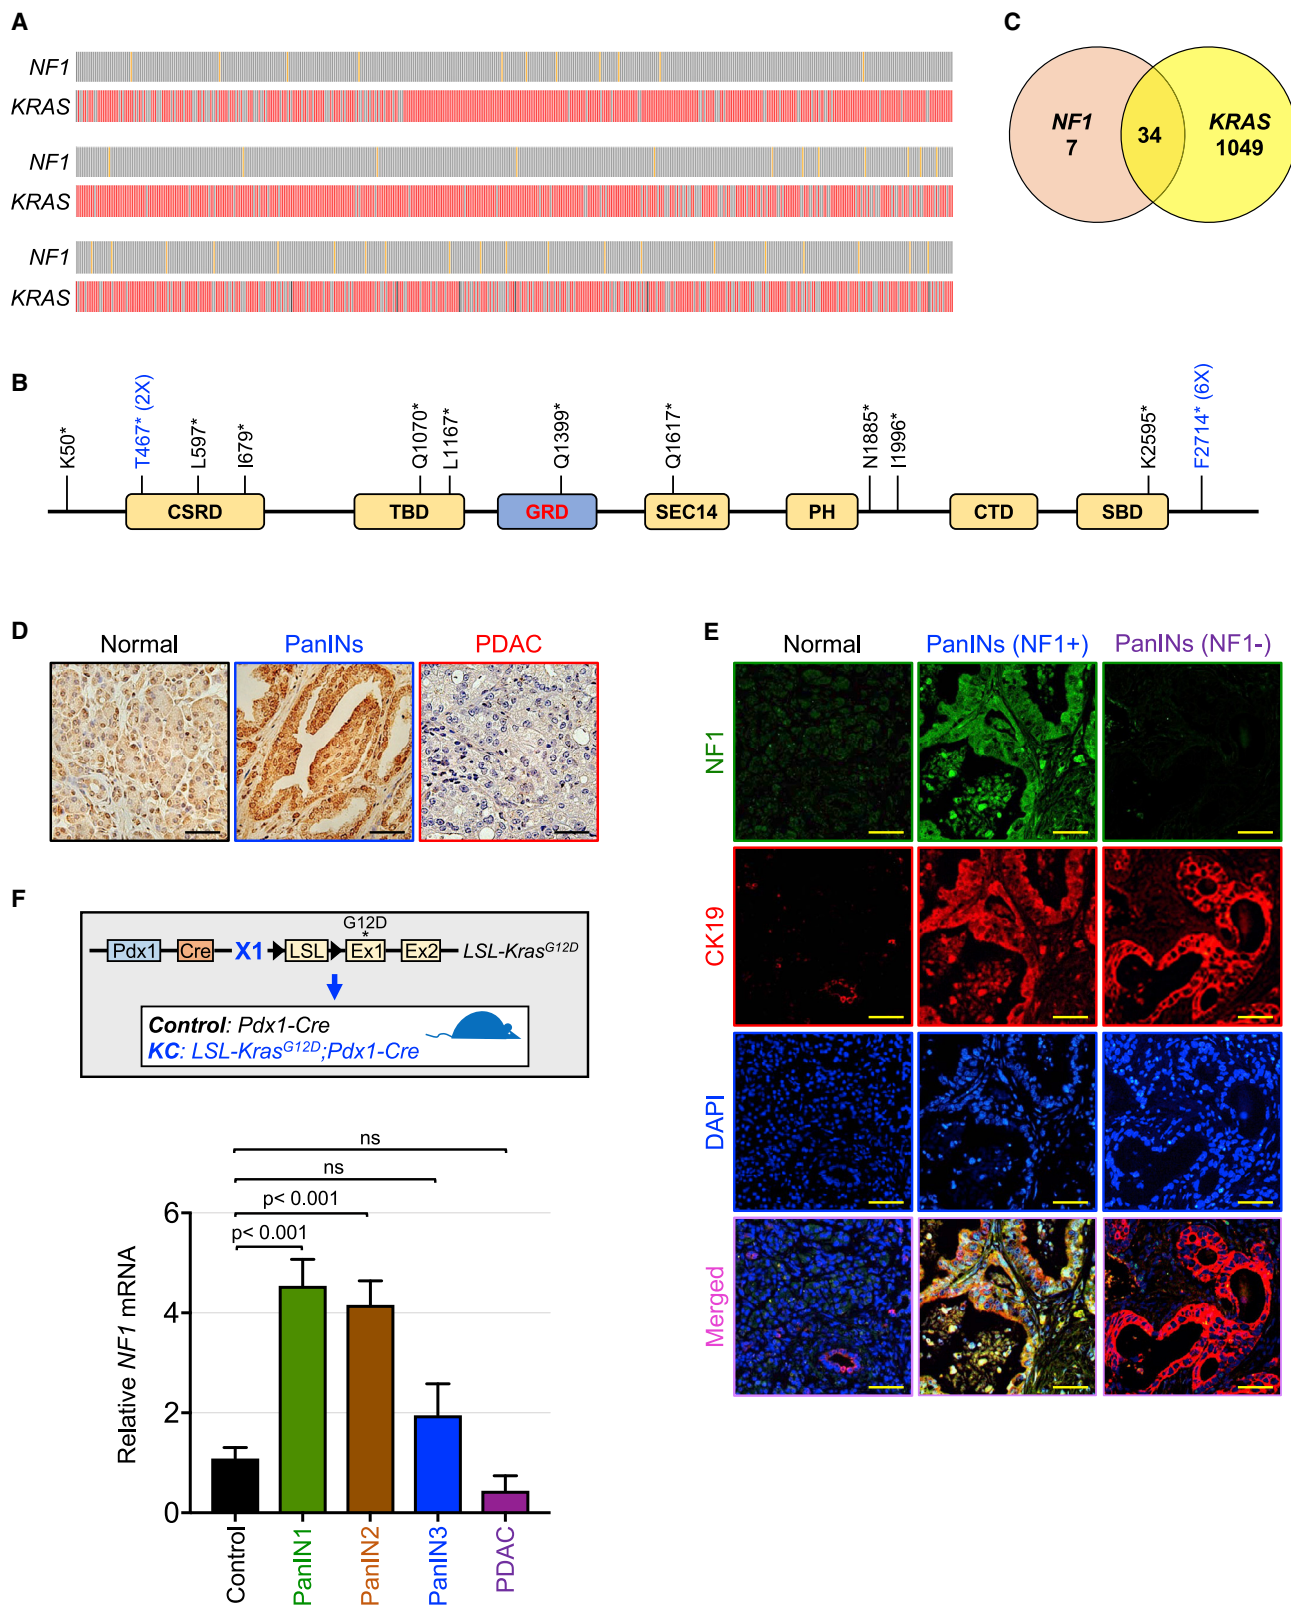 A
NF1
KRAS
NF1
KRAS
NF1
KRAS
C
NF1
7
34
KRAS
1049
B
K50*
T467* (2X)
L597*
I679*
Q1070*
L1167*
Q1399*
Q1617*
N1885*
I1996*
K2595*
F2714* (6X)
CSRD
TBD
GRD
SEC14
PH
CTD
SBD
D
Normal
PanINs
PDAC
E
Normal
PanINs (NF1+)
PanINs (NF1-)
NF1
CK19
DAPI
Merged
F
G12D
*
Pdx1
Cre
X1
LSL
Ex1
Ex2
LSL-KrasG12D
Control: Pdx1-Cre
KC: LSL-KrasG12D;Pdx1-Cre
ns
ns
p< 0.001
p< 0.001
Relative NF1 mRNA
6
4
2
0
Control
PanIN1
PanIN2
PanIN3
PDAC